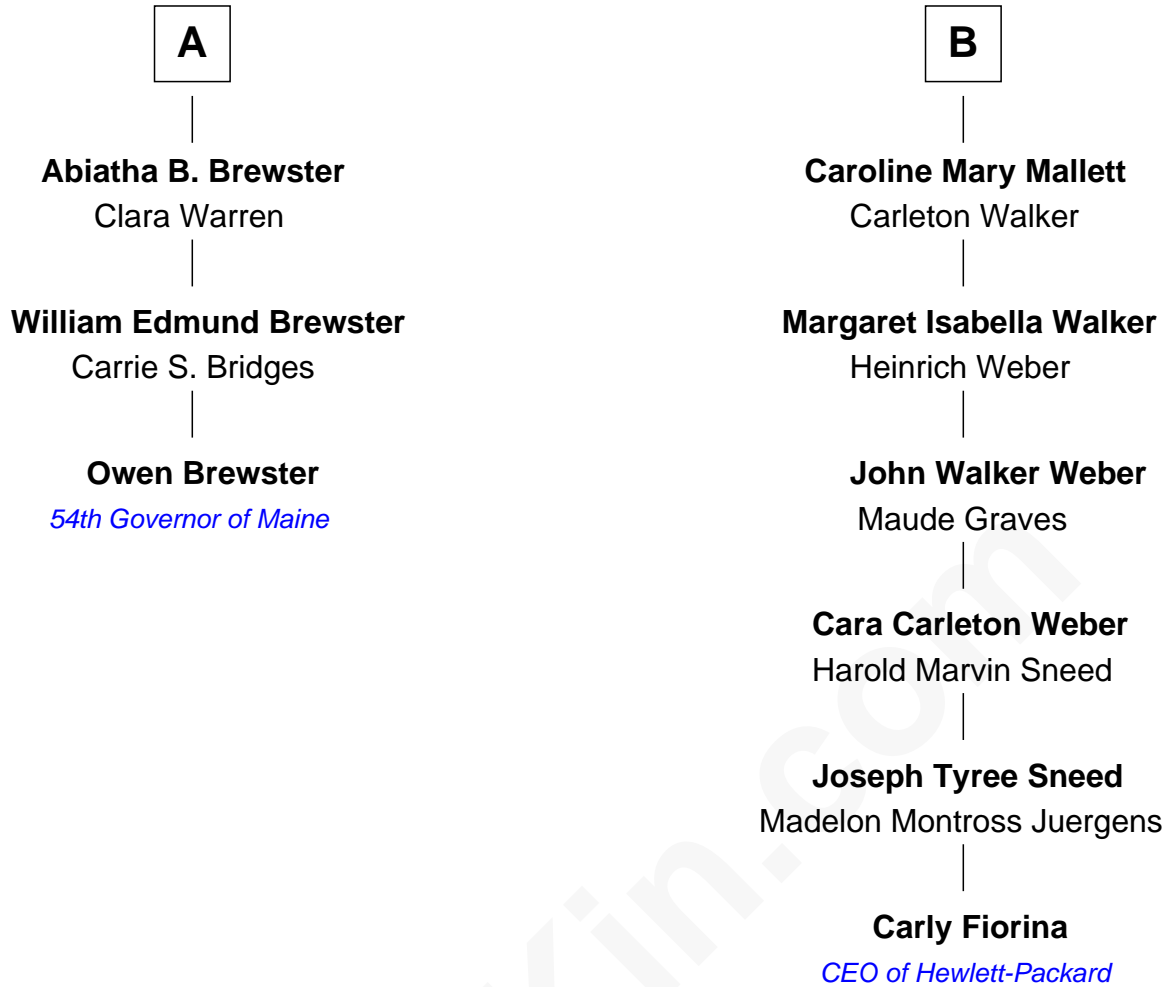 A
Abiatha B. Brewster
Clara Warren
William Edmund Brewster
Carrie S. Bridges
Owen Brewster
54th Governor of Maine
B
Caroline Mary Mallett
Carleton Walker
Margaret Isabella Walker
Heinrich Weber
John Walker Weber
Maude Graves
Cara Carleton Weber
Harold Marvin Sneed
Joseph Tyree Sneed
Madelon Montross Juergens
Carly Fiorina
CEO of Hewlett-Packard
Kin.com